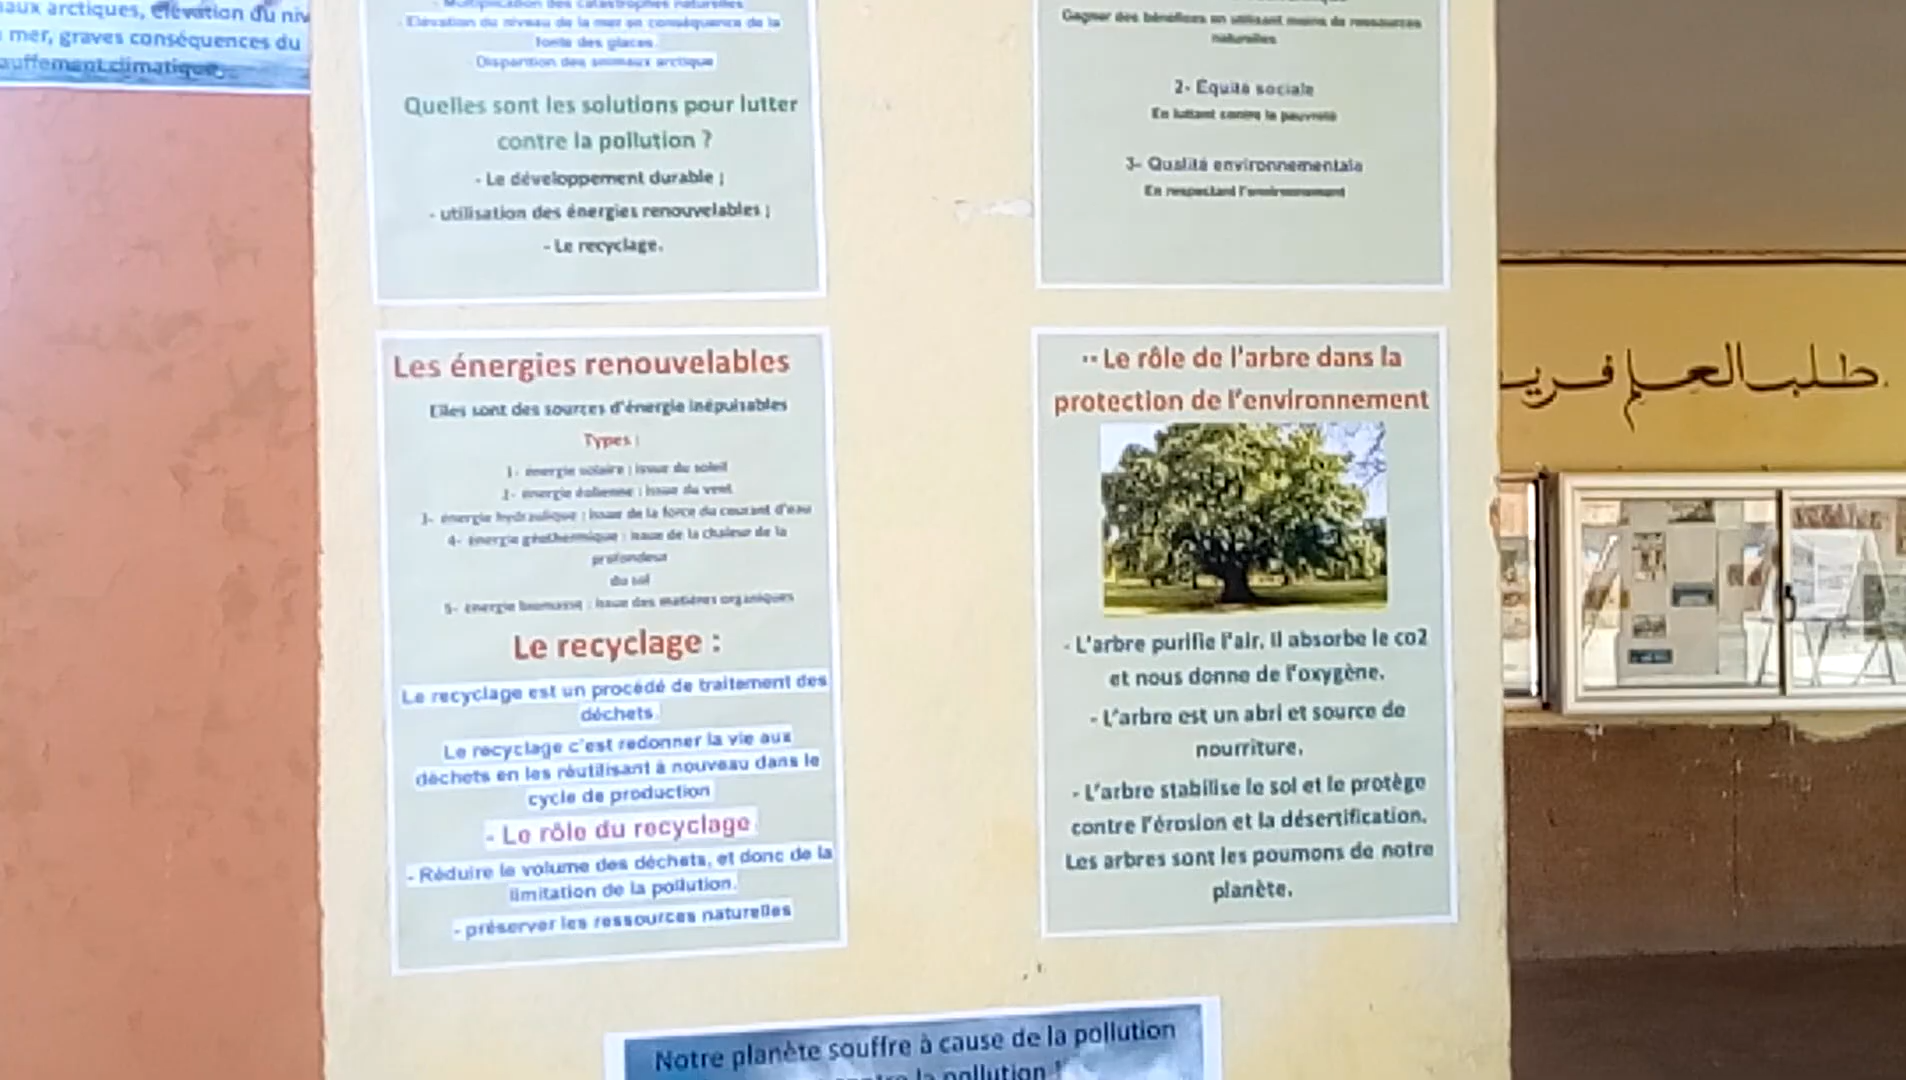 aux arctiques, élévation du niv
mer, graves conséquences du
auffement climatique
- Multiplication des catastrophes naturelles
- Elévation du niveau de la mer en conséquence de la
fonte des glaces
Disparition des animaux arctique
Quelles sont les solutions pour lutter
contre la pollution ?
- Le développement durable ;
- utilisation des énergies renouvelables ;
- Le recyclage.
Gagner des bénéfices en utilisant moins de ressources
naturelles
2- Équité sociale
En luttant contre la pauvreté
3- Qualité environnementale
En respectant l'environnement
Les énergies renouvelables
Elles sont des sources d'énergie inépuisables
Types :
1- énergie solaire : issue du soleil
2- énergie éolienne : issue du vent
3- énergie hydraulique : issue de la force du courant d'eau
4- énergie géothermique : issue de la chaleur de la
profondeur
du sol
5- énergie biomasse : issue des matières organiques
Le recyclage :
Le recyclage est un procédé de traitement des
déchets.
Le recyclage c'est redonner la vie aux
déchets en les réutilisant à nouveau dans le
cycle de production
- Le rôle du recyclage
- Réduire le volume des déchets, et donc de la
limitation de la pollution.
- préserver les ressources naturelles
Le rôle de l'arbre dans la
protection de l'environnement
- L'arbre purifie l'air, il absorbe le co2
et nous donne de l'oxygène.
- L'arbre est un abri et source de
nourriture.
- L'arbre stabilise le sol et le protège
contre l'érosion et la désertification.
Les arbres sont les poumons de notre
planète.
طلب العلم فريـ
Notre planète souffre à cause de la pollution
la pollution !